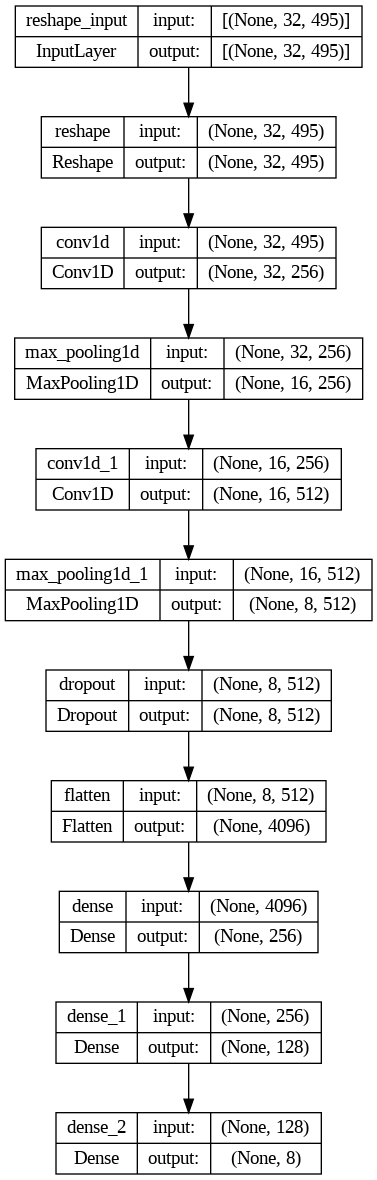 reshape_input input: [(None, 32, 495)]
InputLayer output: [(None, 32, 495)]
reshape input: (None, 32, 495)
Reshape output: (None, 32, 495)
conv1d input: (None, 32, 495)
Conv1D output: (None, 32, 256)
max_pooling1d input: (None, 32, 256)
MaxPooling1D output: (None, 16, 256)
conv1d_1 input: (None, 16, 256)
Conv1D output: (None, 16, 512)
max_pooling1d_1 input: (None, 16, 512)
MaxPooling1D output: (None, 8, 512)
dropout input: (None, 8, 512)
Dropout output: (None, 8, 512)
flatten input: (None, 8, 512)
Flatten output: (None, 4096)
dense input: (None, 4096)
Dense output: (None, 256)
dense_1 input: (None, 256)
Dense output: (None, 128)
dense_2 input: (None, 128)
Dense output: (None, 8)